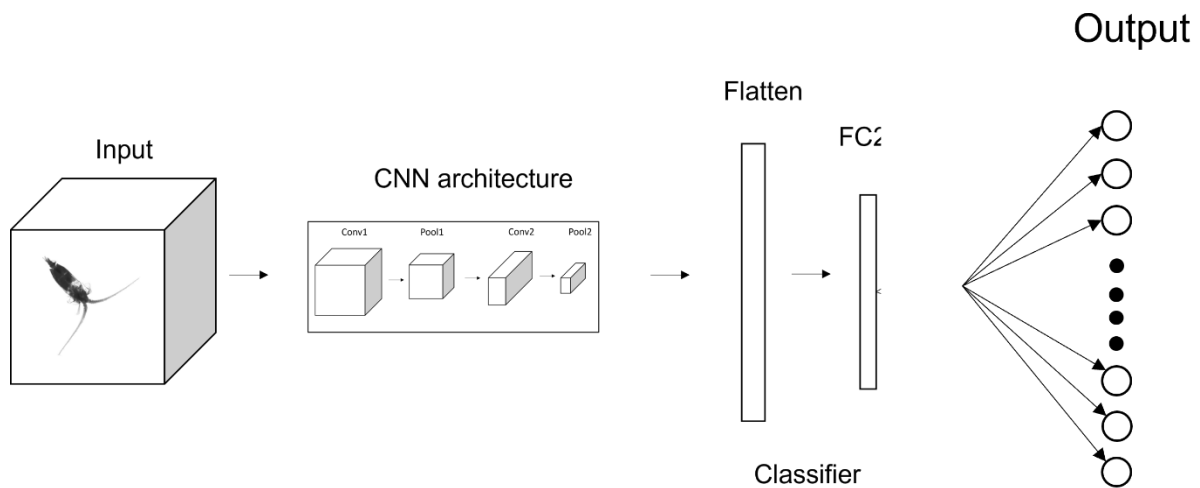 Output
Flatten
FC2
Input
CNN architecture
Conv1
Pool1
Conv2
Pool2
Classifier